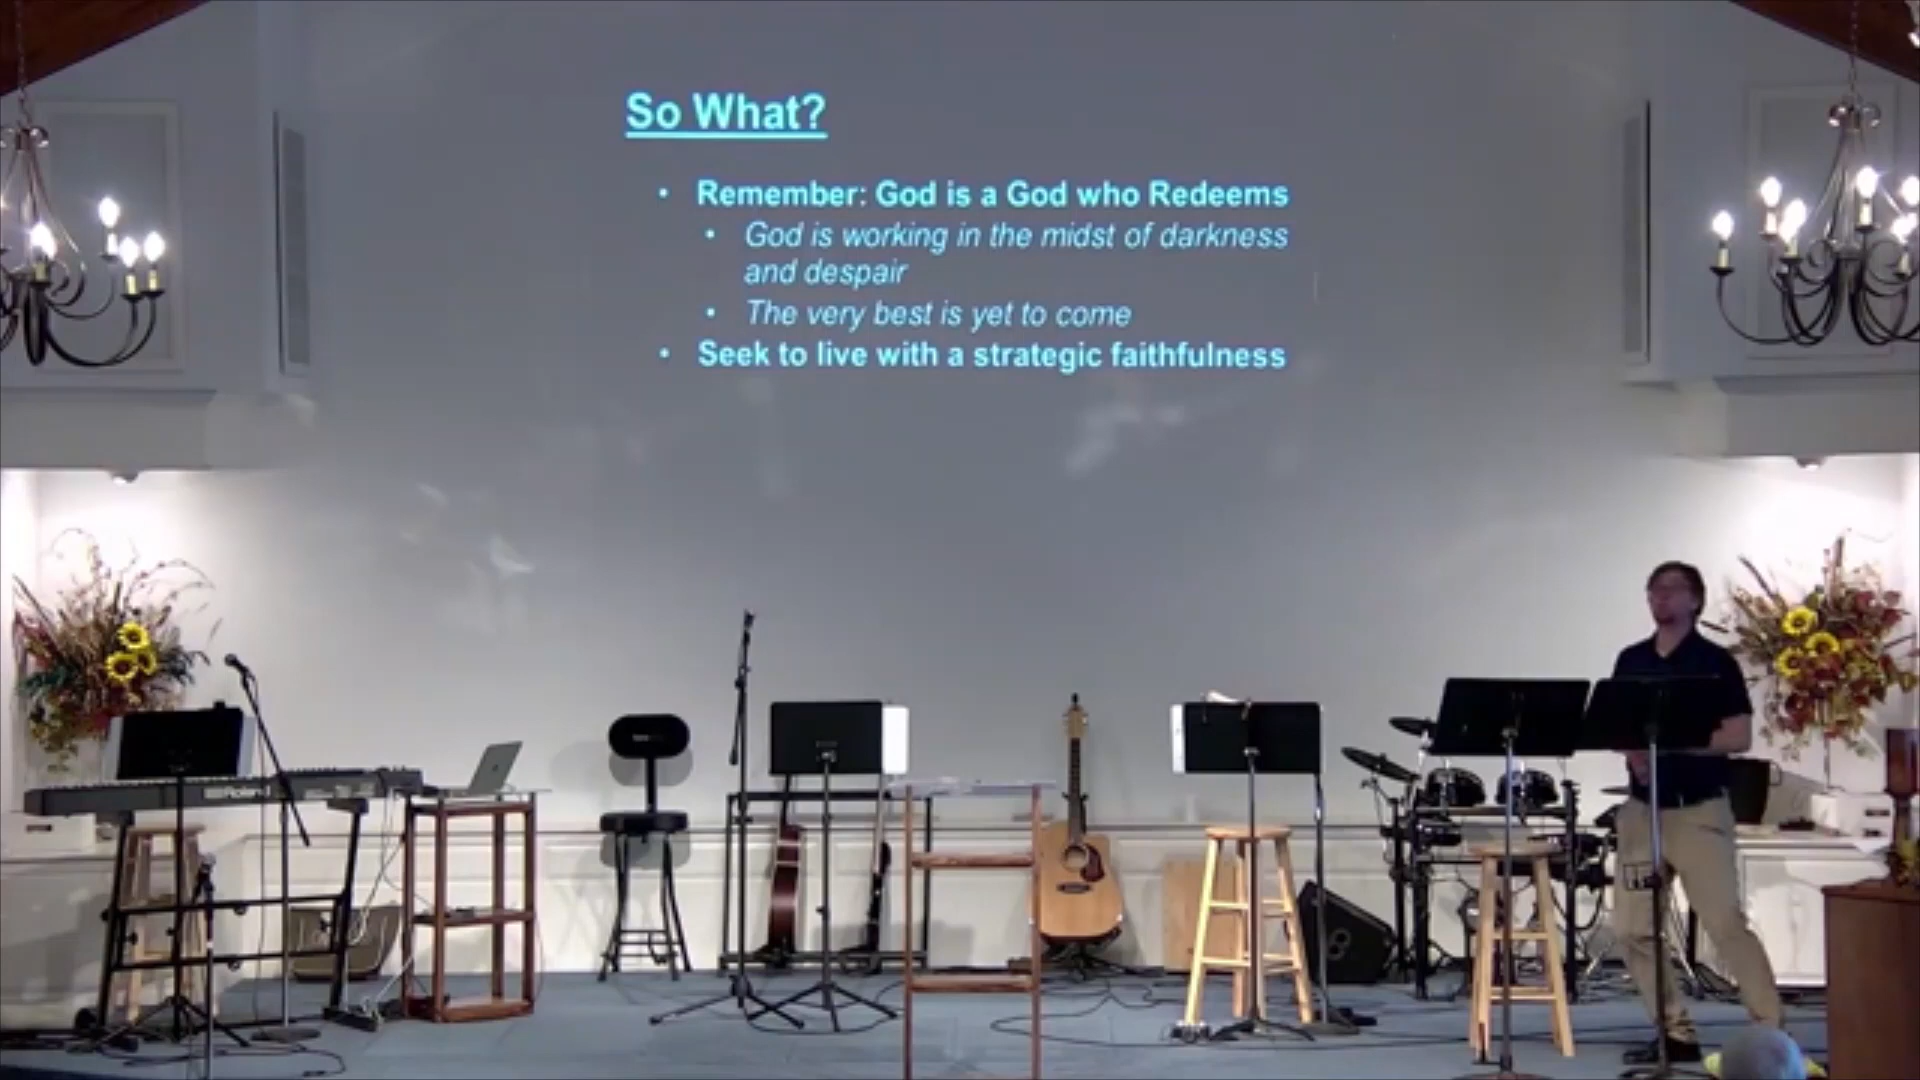 So What?
• Remember: God is a God who Redeems
• God is working in the midst of darkness
and despair
• The very best is yet to come
• Seek to live with a strategic faithfulness
Roland